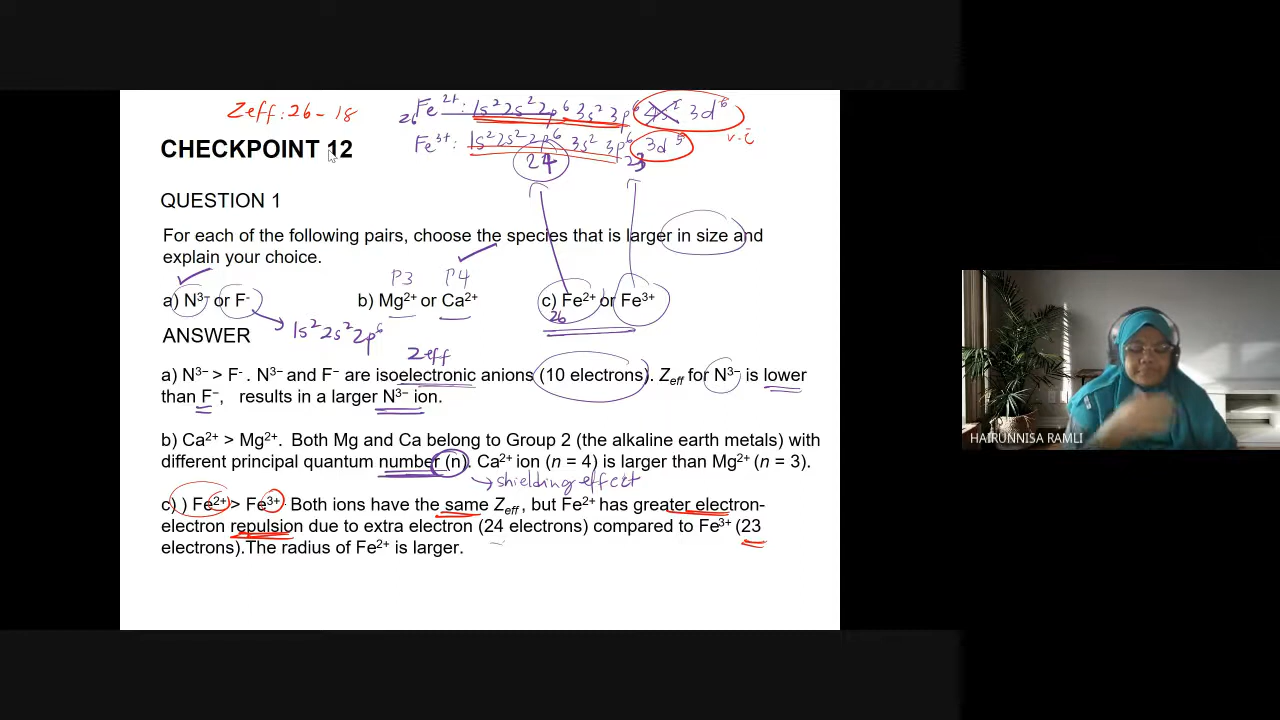 Zeff : 26 - 18
26 Fe2+ : 1s² 2s² 2p⁶ 3s² 3p⁶ 3d⁶
Fe3+ : 1s² 2s² 2p⁶ 3s² 3p⁶ 3d⁵
v.ē
CHECKPOINT 12
24 23
QUESTION 1
For each of the following pairs, choose the species that is larger in size and
explain your choice.
P3 P4
a) N³⁻ or F⁻ b) Mg²⁺ or Ca²⁺ c) Fe²⁺ or Fe³⁺
26
1s² 2s² 2p⁶
ANSWER
Zeff
a) N³⁻ > F⁻ . N³⁻ and F⁻ are isoelectronic anions (10 electrons). Zeff for N³⁻ is lower
than F⁻, results in a larger N³⁻ ion.
b) Ca²⁺ > Mg²⁺. Both Mg and Ca belong to Group 2 (the alkaline earth metals) with
different principal quantum number (n). Ca²⁺ ion (n = 4) is larger than Mg²⁺ (n = 3).
shielding effect
c) ) Fe²⁺ > Fe³⁺. Both ions have the same Zeff, but Fe²⁺ has greater electron-
electron repulsion due to extra electron (24 electrons) compared to Fe³⁺ (23
electrons).The radius of Fe²⁺ is larger.
HAIRUNNISA RAMLI